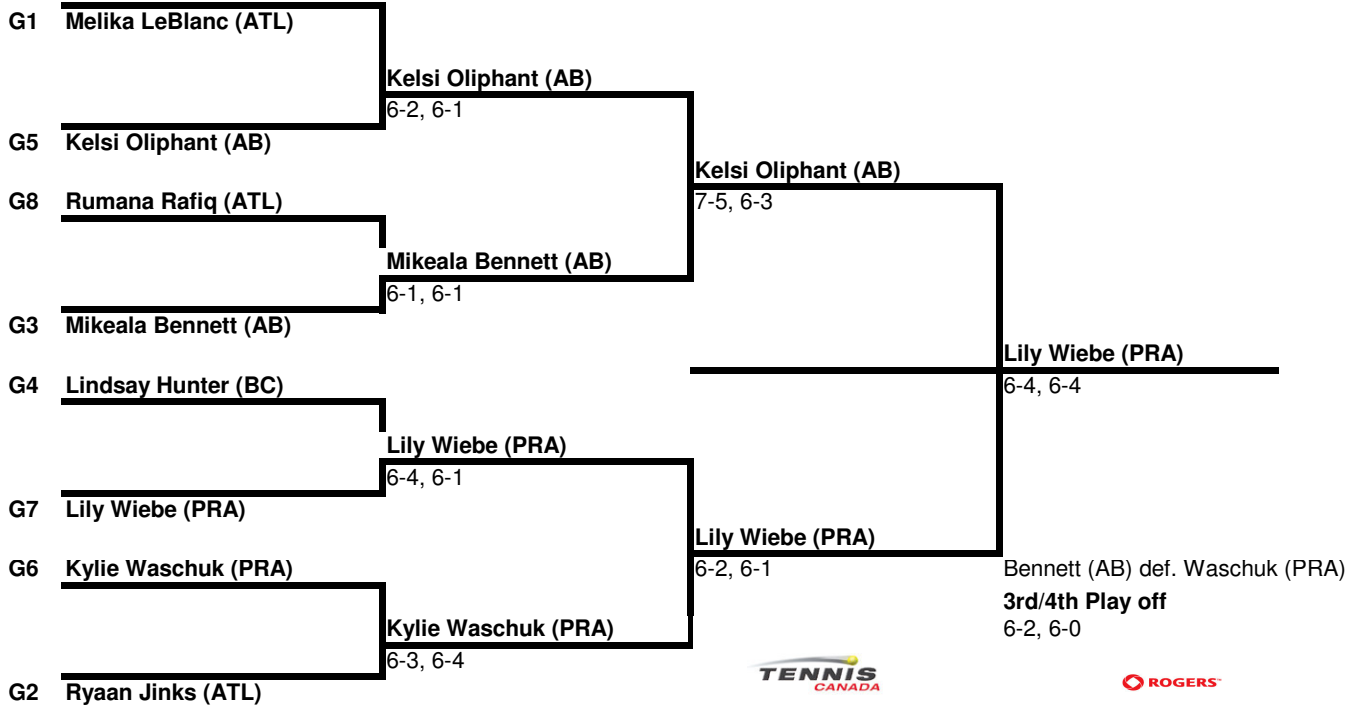 G1 Melika LeBlanc (ATL)
Kelsi Oliphant (AB)
6-2, 6-1
G5 Kelsi Oliphant (AB)
Kelsi Oliphant (AB)
7-5, 6-3
G8 Rumana Rafiq (ATL)
Mikeala Bennett (AB)
6-1, 6-1
G3 Mikeala Bennett (AB)
Lily Wiebe (PRA)
6-4, 6-4
G4 Lindsay Hunter (BC)
Lily Wiebe (PRA)
6-4, 6-1
G7 Lily Wiebe (PRA)
Lily Wiebe (PRA)
6-2, 6-1
G6 Kylie Waschuk (PRA)
Kylie Waschuk (PRA)
6-3, 6-4
G2 Ryaan Jinks (ATL)
Bennett (AB) def. Waschuk (PRA)
3rd/4th Play off
6-2, 6-0
TENNIS
CANADA
ROGERS™